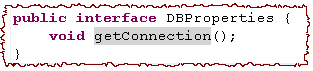 public interface DBProperties {
    void getConnection();
}